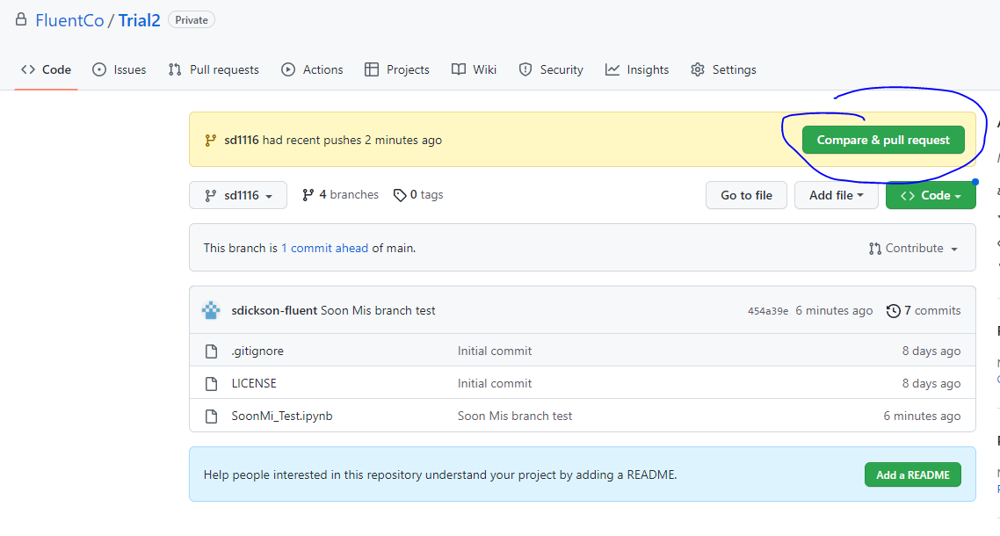 FluentCo / Trial2 Private
Code Issues Pull requests Actions Projects Wiki Security Insights Settings
sd1116 had recent pushes 2 minutes ago Compare & pull request
sd1116 4 branches 0 tags Go to file Add file <> Code
This branch is 1 commit ahead of main. Contribute
sdickson-fluent Soon Mis branch test 454a39e 6 minutes ago 7 commits
.gitignore Initial commit 8 days ago
LICENSE Initial commit 8 days ago
SoonMi_Test.ipynb Soon Mis branch test 6 minutes ago
Help people interested in this repository understand your project by adding a README. Add a README